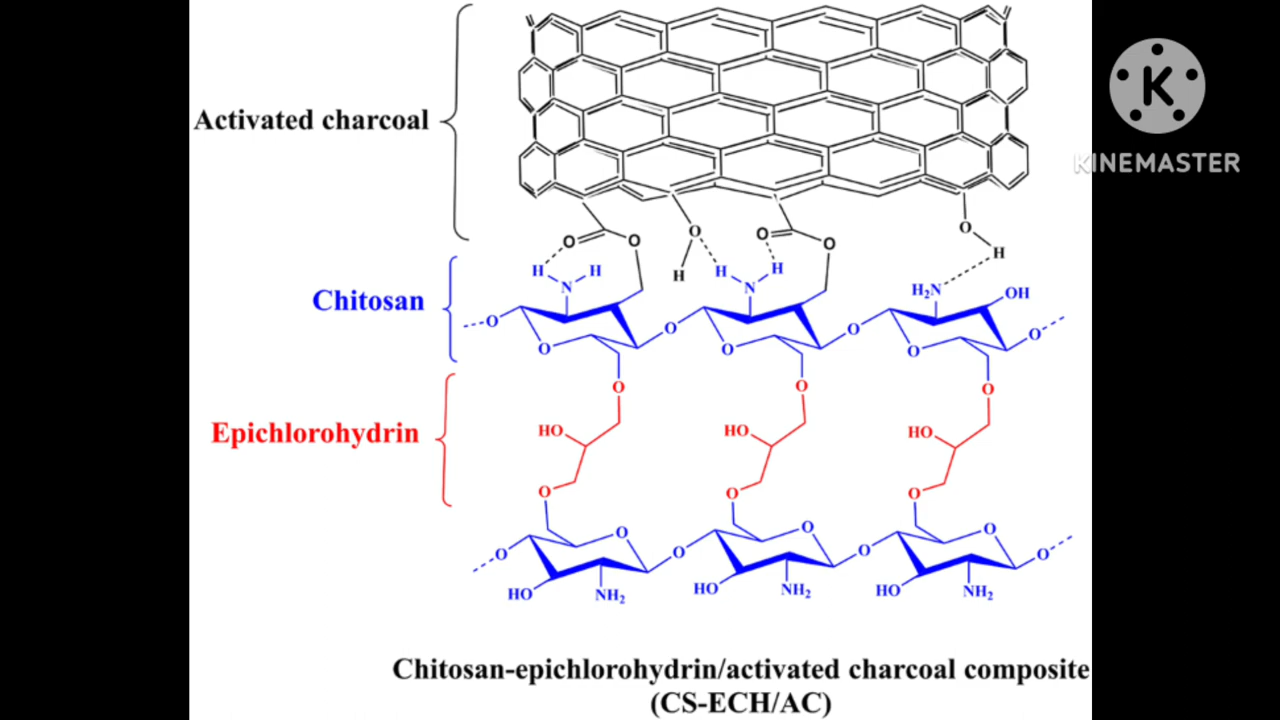 Activated charcoal
O
O
O
H
O
O
O
H
Chitosan
H
H
N
H
H
N
H₂N
OH
O
O
O
O
O
O
O
Epichlorohydrin
O
O
O
HO
HO
HO
O
O
O
O
O
O
O
O
O
O
HO
NH₂
HO
NH₂
HO
NH₂
Chitosan-epichlorohydrin/activated charcoal composite
(CS-ECH/AC)
K
KINEMASTER